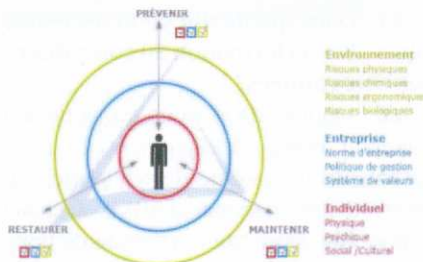 PRÉVENIR
Environnement
Risques physiques
Risques chimiques
Risques ergonomiques
Risques biologiques
Entreprise
Norme d'entreprise
Politique de gestion
Système de valeurs
RESTAURER
MAINTENIR
Individuel
Physique
Psychique
Social /Culturel